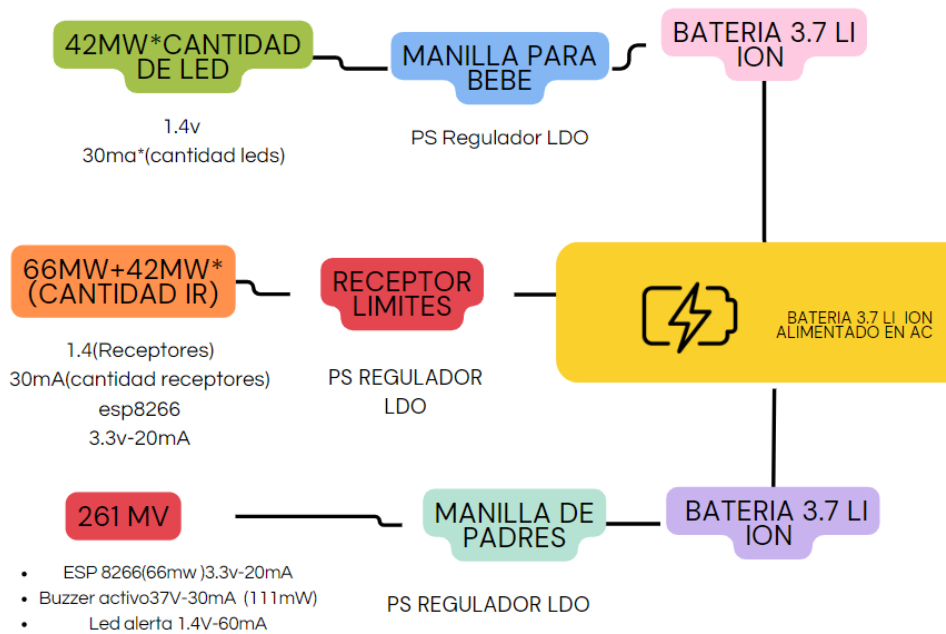 42MW*CANTIDAD
DE LED
MANILLA PARA
BEBE
BATERIA 3.7 LI
ION
1.4v
30ma*(cantidad leds)
PS Regulador LDO
66MW+42MW*
(CANTIDAD IR)
RECEPTOR
LIMITES
BATERIA 3.7 LI ION
ALIMENTADO EN AC
1.4(Receptores)
30mA(cantidad receptores)
esp8266
3.3v-20mA
PS REGULADOR
LDO
261 MV
MANILLA DE
PADRES
BATERIA 3.7 LI
ION
• ESP 8266(66mw )3.3v-20mA
• Buzzer activo37V-30mA (111mW)
• Led alerta 1.4V-60mA
PS REGULADOR LDO